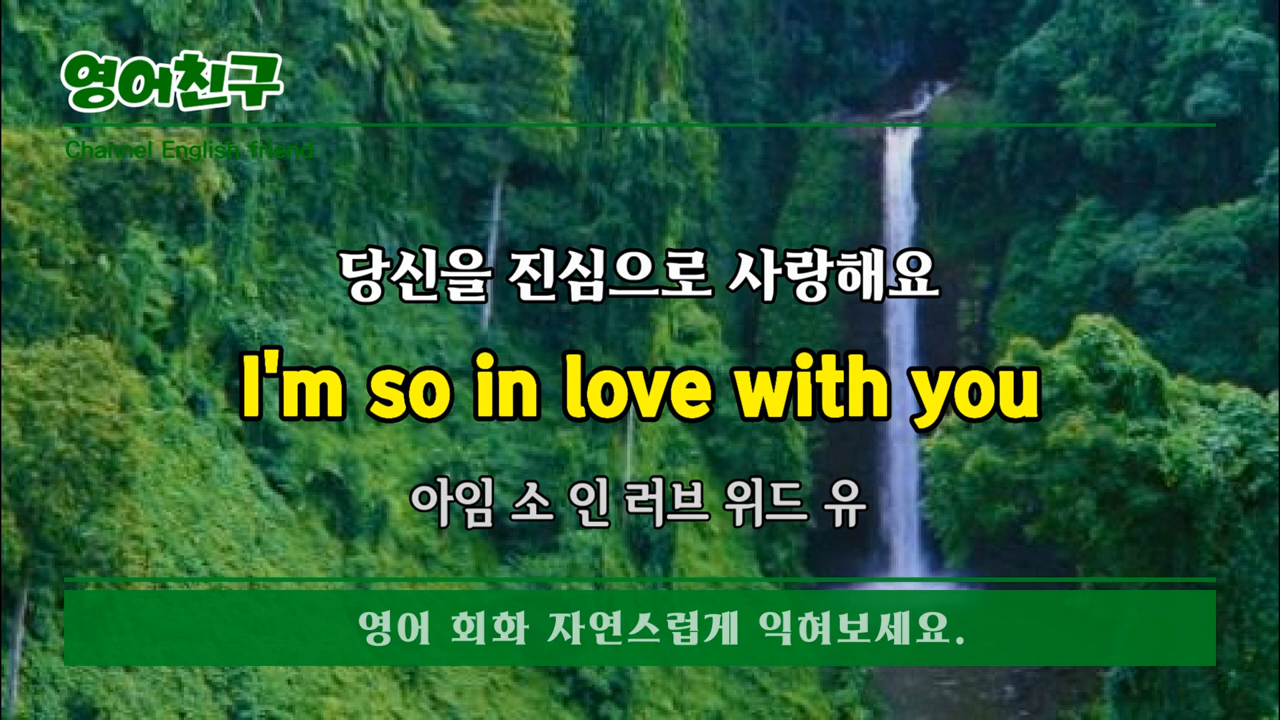 영어친구
Channel English friend
당신을 진심으로 사랑해요
I'm so in love with you
아임 소 인 러브 위드 유
영어 회화 자연스럽게 익혀보세요.